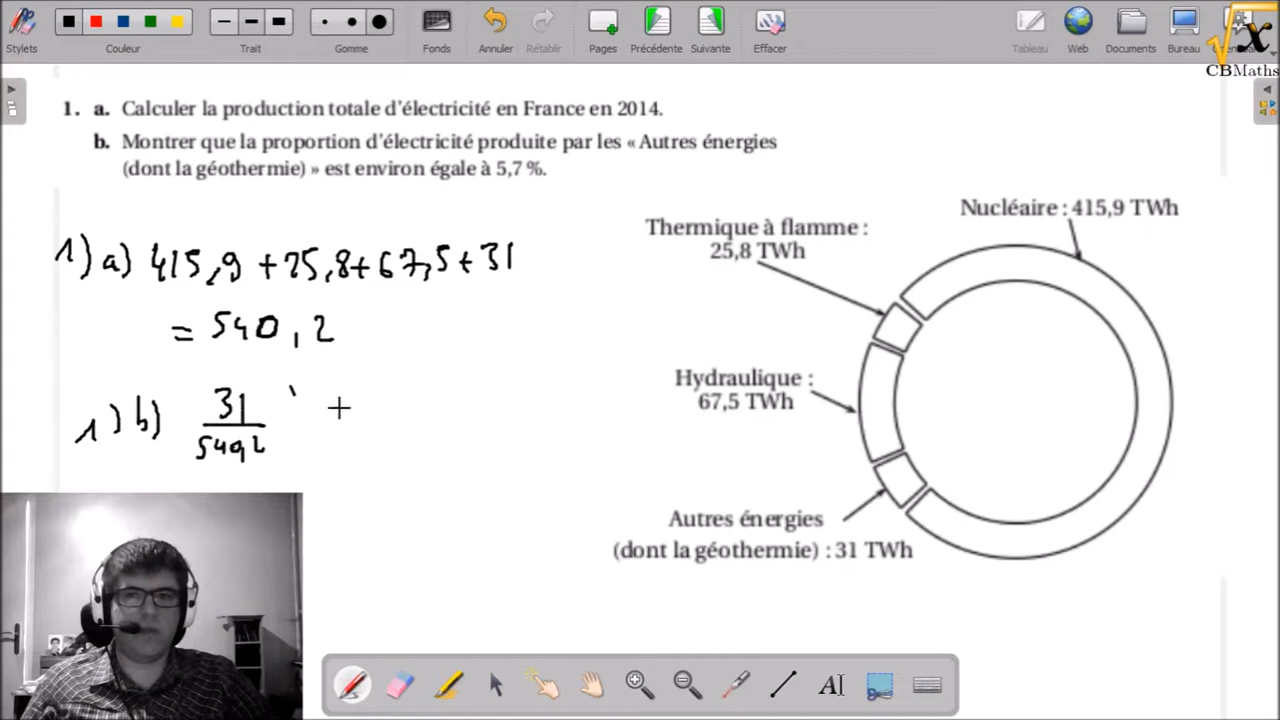 Stylets Couleur Trait Gomme Fonds Annuler Rétablir Pages Précédente Suivante Effacer Tableau Web Documents Bureau
CBMaths
1. a. Calculer la production totale d'électricité en France en 2014.
b. Montrer que la proportion d'électricité produite par les « Autres énergies
(dont la géothermie) » est environ égale à 5,7 %.
Nucléaire : 415,9 TWh
Thermique à flamme :
25,8 TWh
1) a) 415,9 + 25,8 + 67,5 + 31
= 540,2
Hydraulique :
67,5 TWh
1) b) 31
540,2
Autres énergies
(dont la géothermie) : 31 TWh